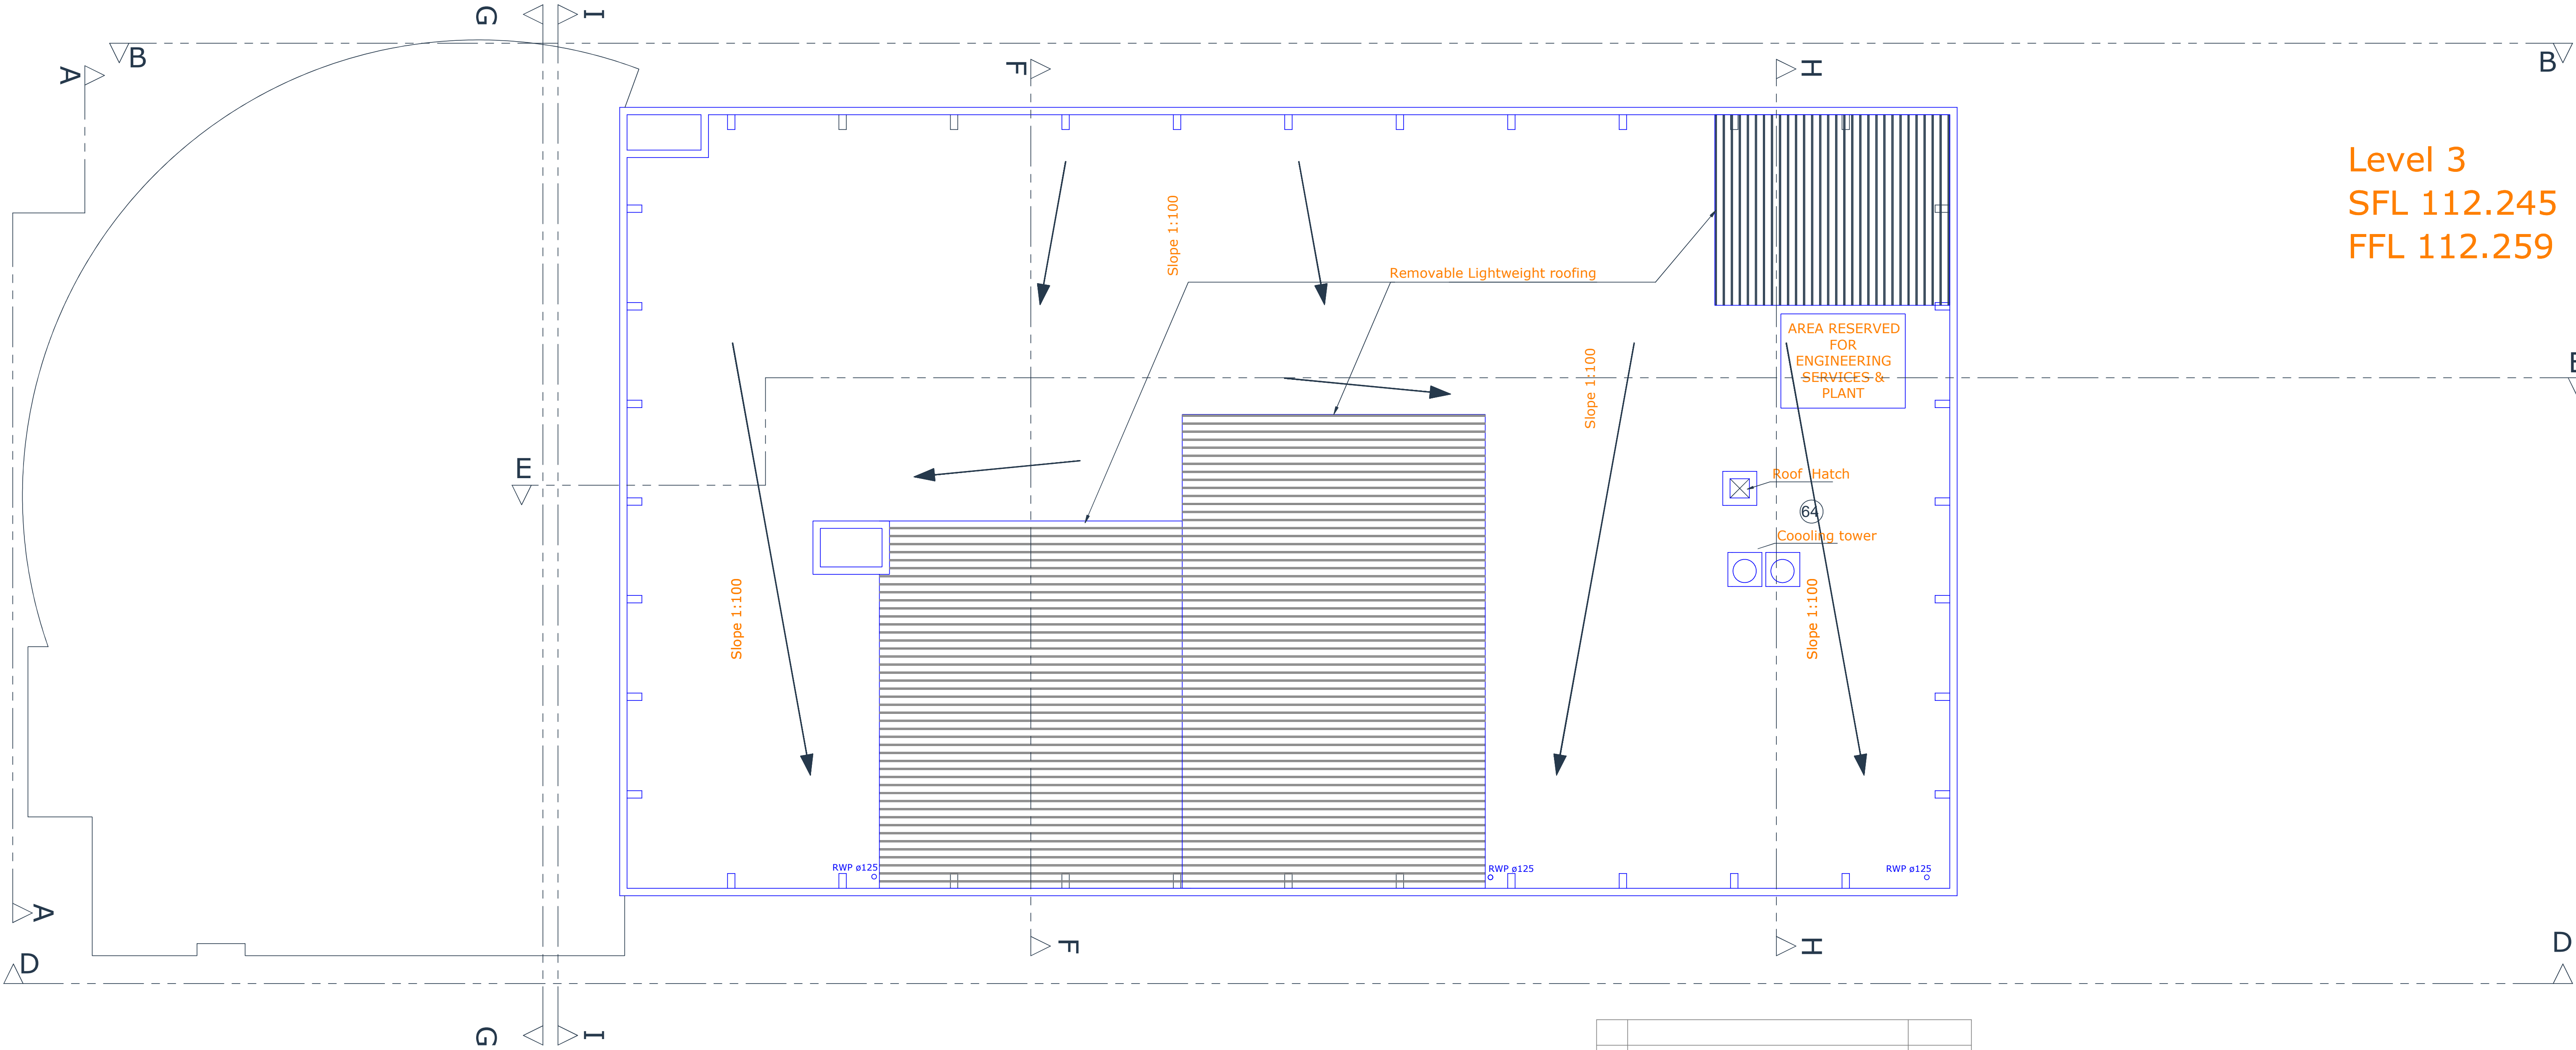 G
I
B
A
F
H
B
Level 3
SFL 112.245
FFL 112.259
Slope 1:100
Removable Lightweight roofing
AREA RESERVED
FOR
ENGINEERING
SERVICES &
PLANT
Slope 1:100
E
Roof Hatch
64
Coooling tower
Slope 1:100
Slope 1:100
RWP ø125
RWP ø125
RWP ø125
A
F
H
D
D
G
I